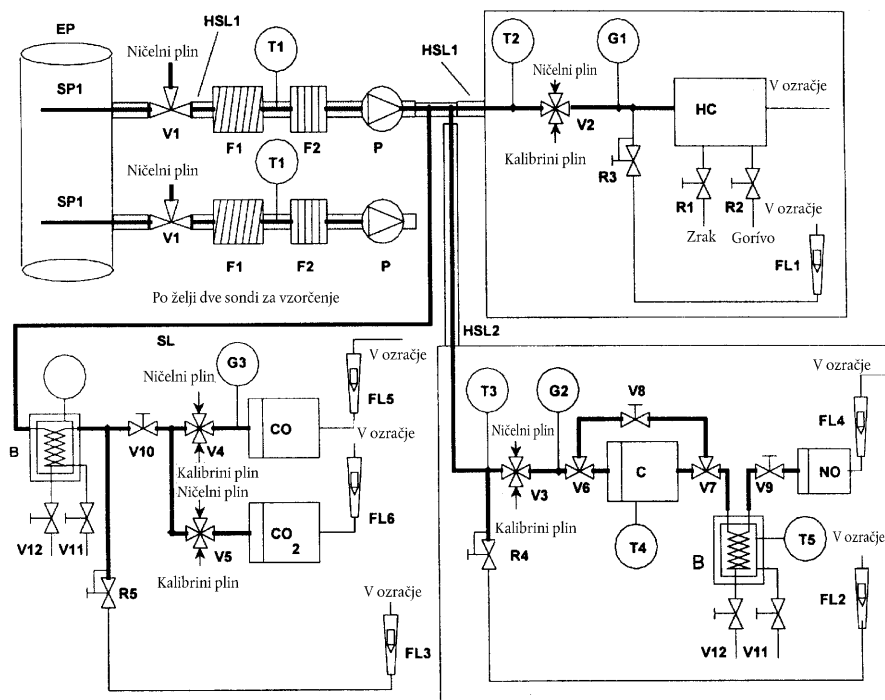 EP
Ničelni plin
HSL1
T1
SP1
V1
F1
F2
P
HSL1
T2
Ničelni plin
G1
V2
Kalibrini plin
HC
V ozračje
R3
R1
R2
V ozračje
Zrak
Gorívo
FL1
Ničelni plin
T1
SP1
V1
F1
F2
P
Po želji dve sondi za vzorčenje
SL
HSL2
G3
Ničelni plin
V ozračje
FL5
V ozračje
B
V10
V4
CO
Kalibrini plin
Ničelni plin
FL6
V5
CO2
Kalibrini plin
V12
V11
R5
V ozračje
FL3
T3
G2
V8
V ozračje
FL4
Ničelni plin
V3
V6
C
V7
V9
NO
Kalibrini plin
R4
T4
B
T5
V ozračje
FL2
V12
V11